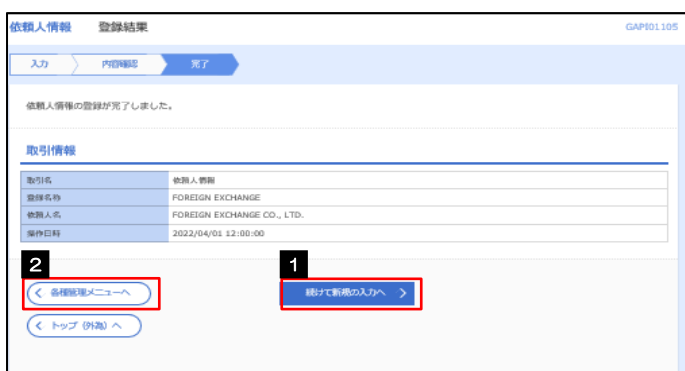 依頼人情報 登録結果 GAPI01105
入力 内容確認 完了
依頼人情報の登録が完了しました。
取引情報
取引名 依頼人情報
登録名称 FOREIGN EXCHANGE
依頼人名 FOREIGN EXCHANGE CO., LTD.
操作日時 2022/04/01 12:00:00
2 1
各種管理メニューへ 続けて新規の入力へ
トップ（外為）へ